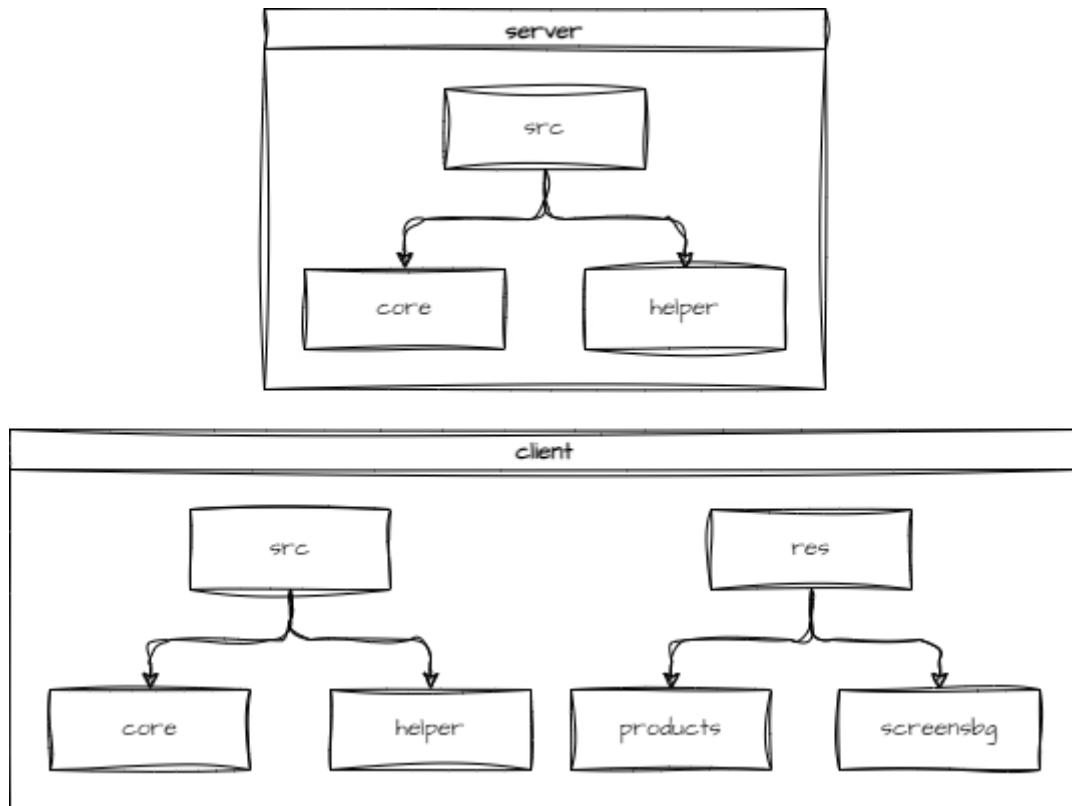 server
src
core
helper
client
src
res
core
helper
products
screensbg